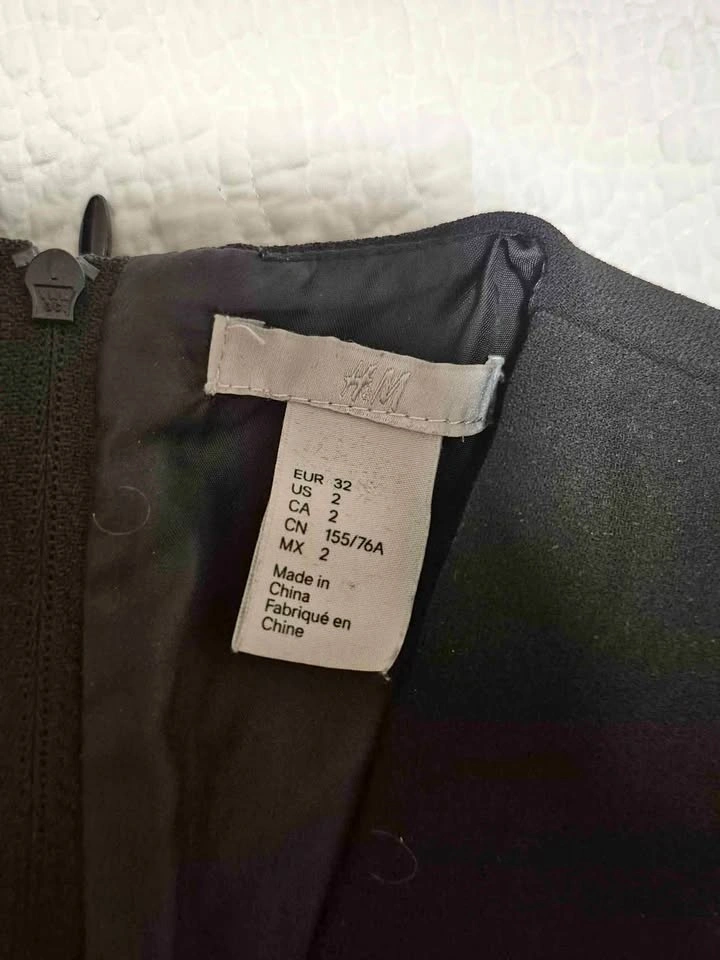 H&M
EUR 32
US 2
CA 2
CN 155/76A
MX 2
Made in
China
Fabriqué en
Chine